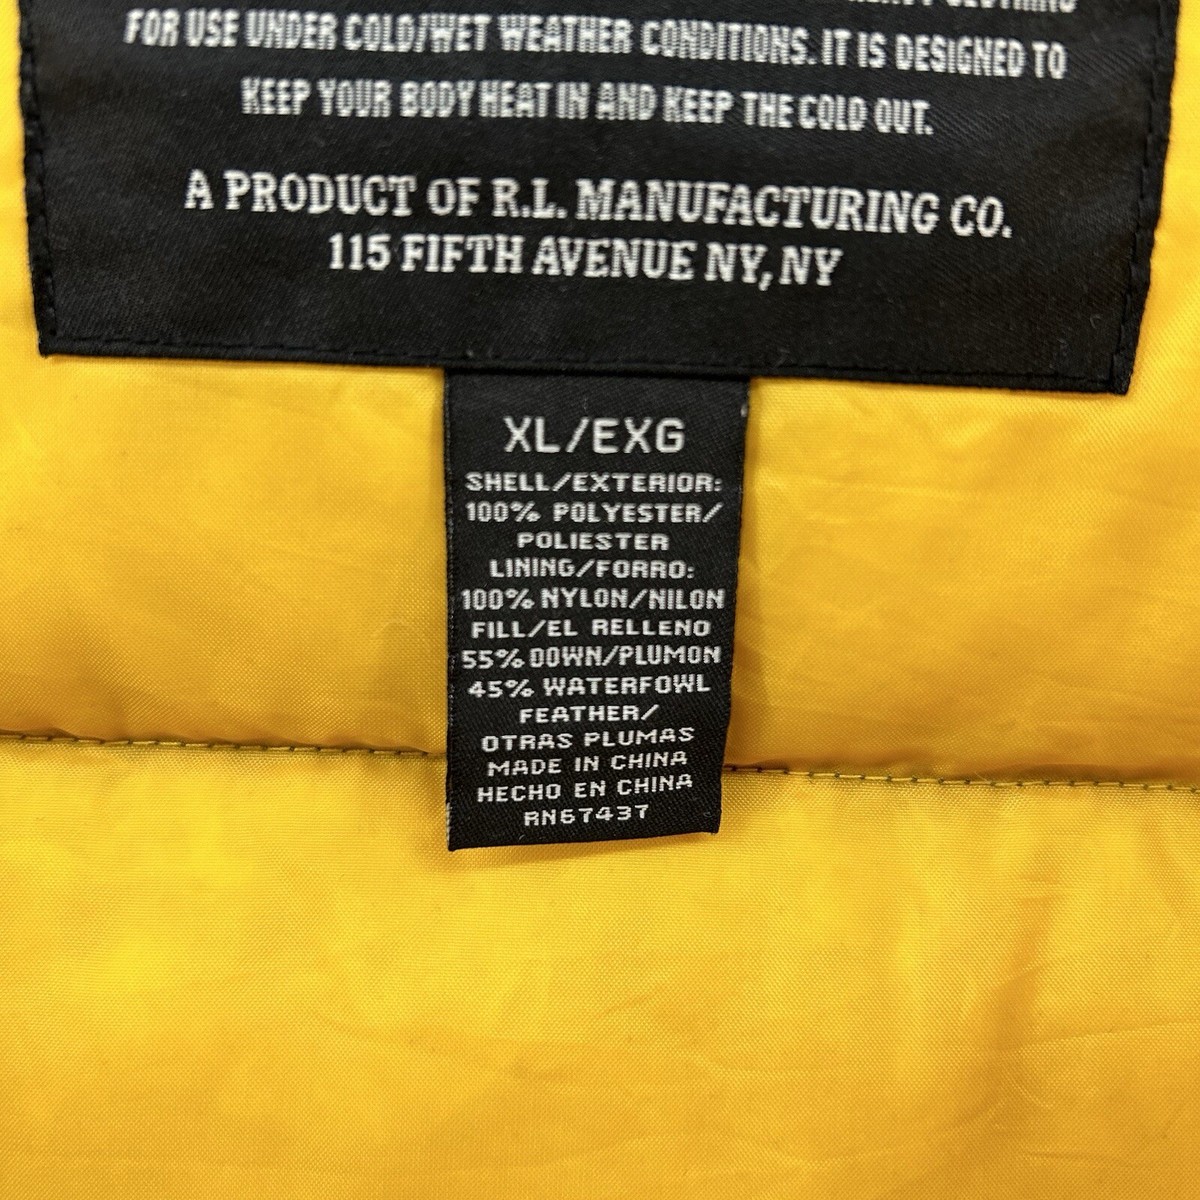 CLOTHING
FOR USE UNDER COLD/WET WEATHER CONDITIONS. IT IS DESIGNED TO
KEEP YOUR BODY HEAT IN AND KEEP THE COLD OUT.
A PRODUCT OF R.L. MANUFACTURING CO.
115 FIFTH AVENUE NY, NY
XL/EXG
SHELL/EXTERIOR:
100% POLYESTER/
POLIESTER
LINING/FORRO:
100% NYLON/NILON
FILL/EL RELLENO
55% DOWN/PLUMON
45% WATERFOWL
FEATHER/
OTRAS PLUMAS
MADE IN CHINA
HECHO EN CHINA
RN67437